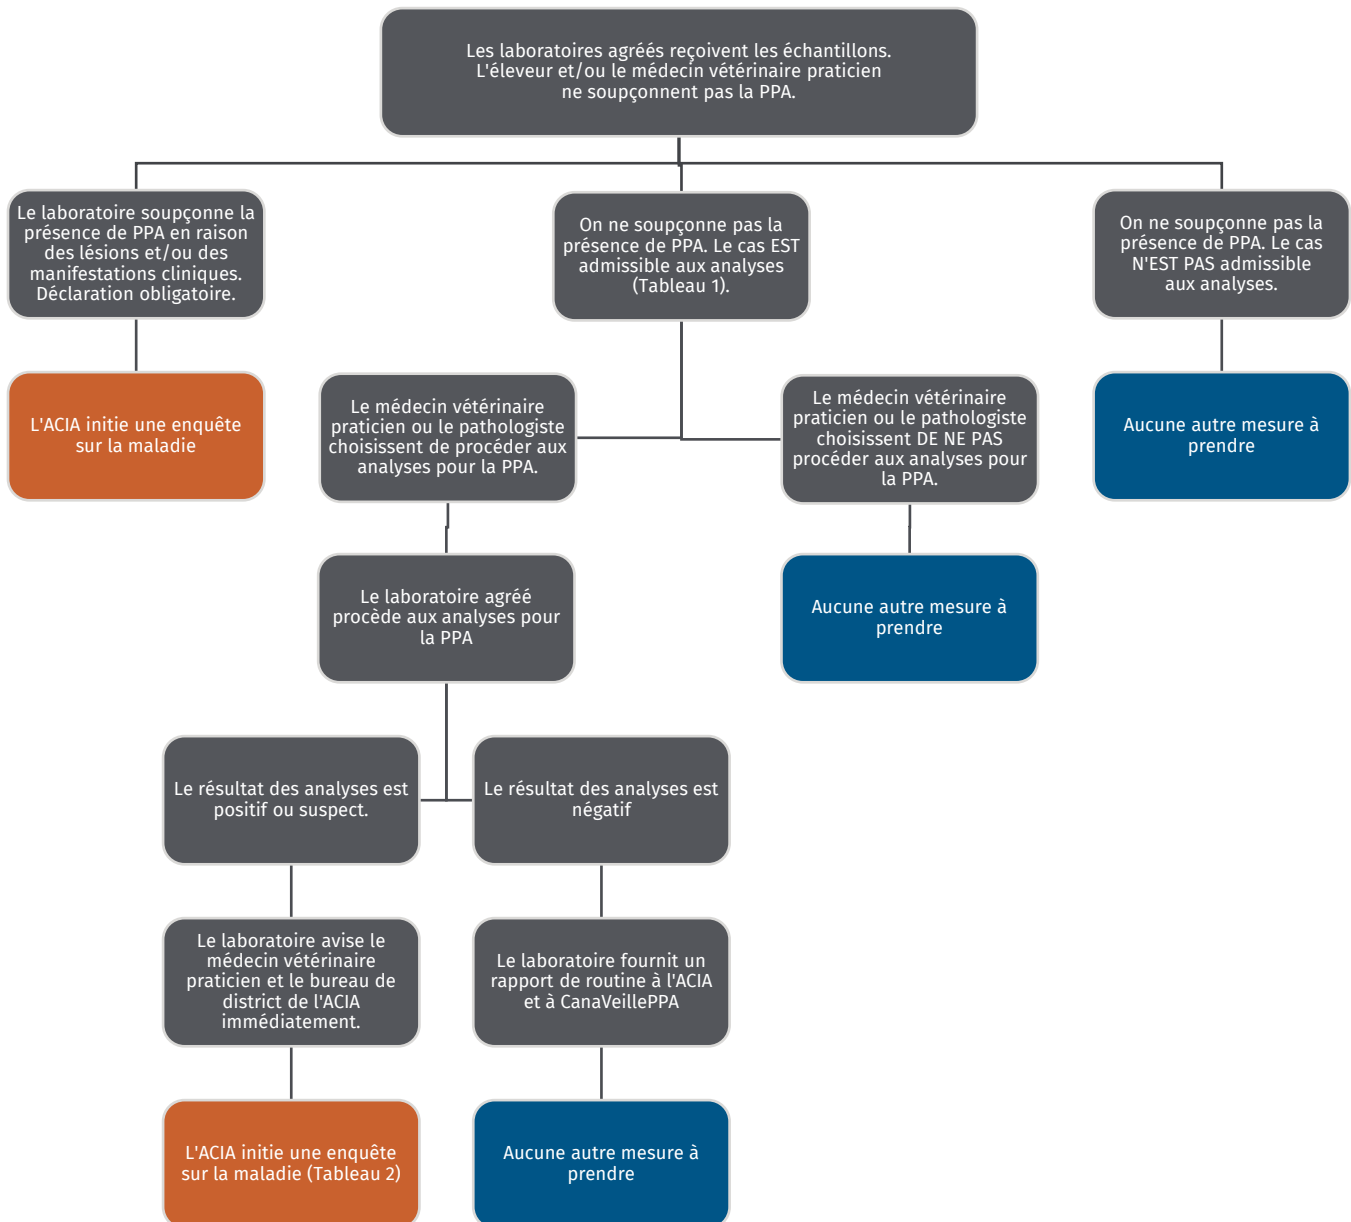 Les laboratoires agréés reçoivent les échantillons.
L'éleveur et/ou le médecin vétérinaire praticien
ne soupçonnent pas la PPA.
Le laboratoire soupçonne la
présence de PPA en raison
des lésions et/ou des
manifestations cliniques.
Déclaration obligatoire.
On ne soupçonne pas la
présence de PPA. Le cas EST
admissible aux analyses
(Tableau 1).
On ne soupçonne pas la
présence de PPA. Le cas
N'EST PAS admissible
aux analyses.
L'ACIA initie une enquête
sur la maladie
Le médecin vétérinaire
praticien ou le pathologiste
choisissent de procéder aux
analyses pour la PPA.
Le médecin vétérinaire
praticien ou le pathologiste
choisissent DE NE PAS
procéder aux analyses pour
la PPA.
Aucune autre mesure à
prendre
Le laboratoire agréé
procède aux analyses pour
la PPA
Aucune autre mesure à
prendre
Le résultat des analyses est
positif ou suspect.
Le résultat des analyses est
négatif
Le laboratoire avise le
médecin vétérinaire
praticien et le bureau de
district de l'ACIA
immédiatement.
Le laboratoire fournit un
rapport de routine à l'ACIA
et à CanaVeillePPA
L'ACIA initie une enquête
sur la maladie (Tableau 2)
Aucune autre mesure à
prendre